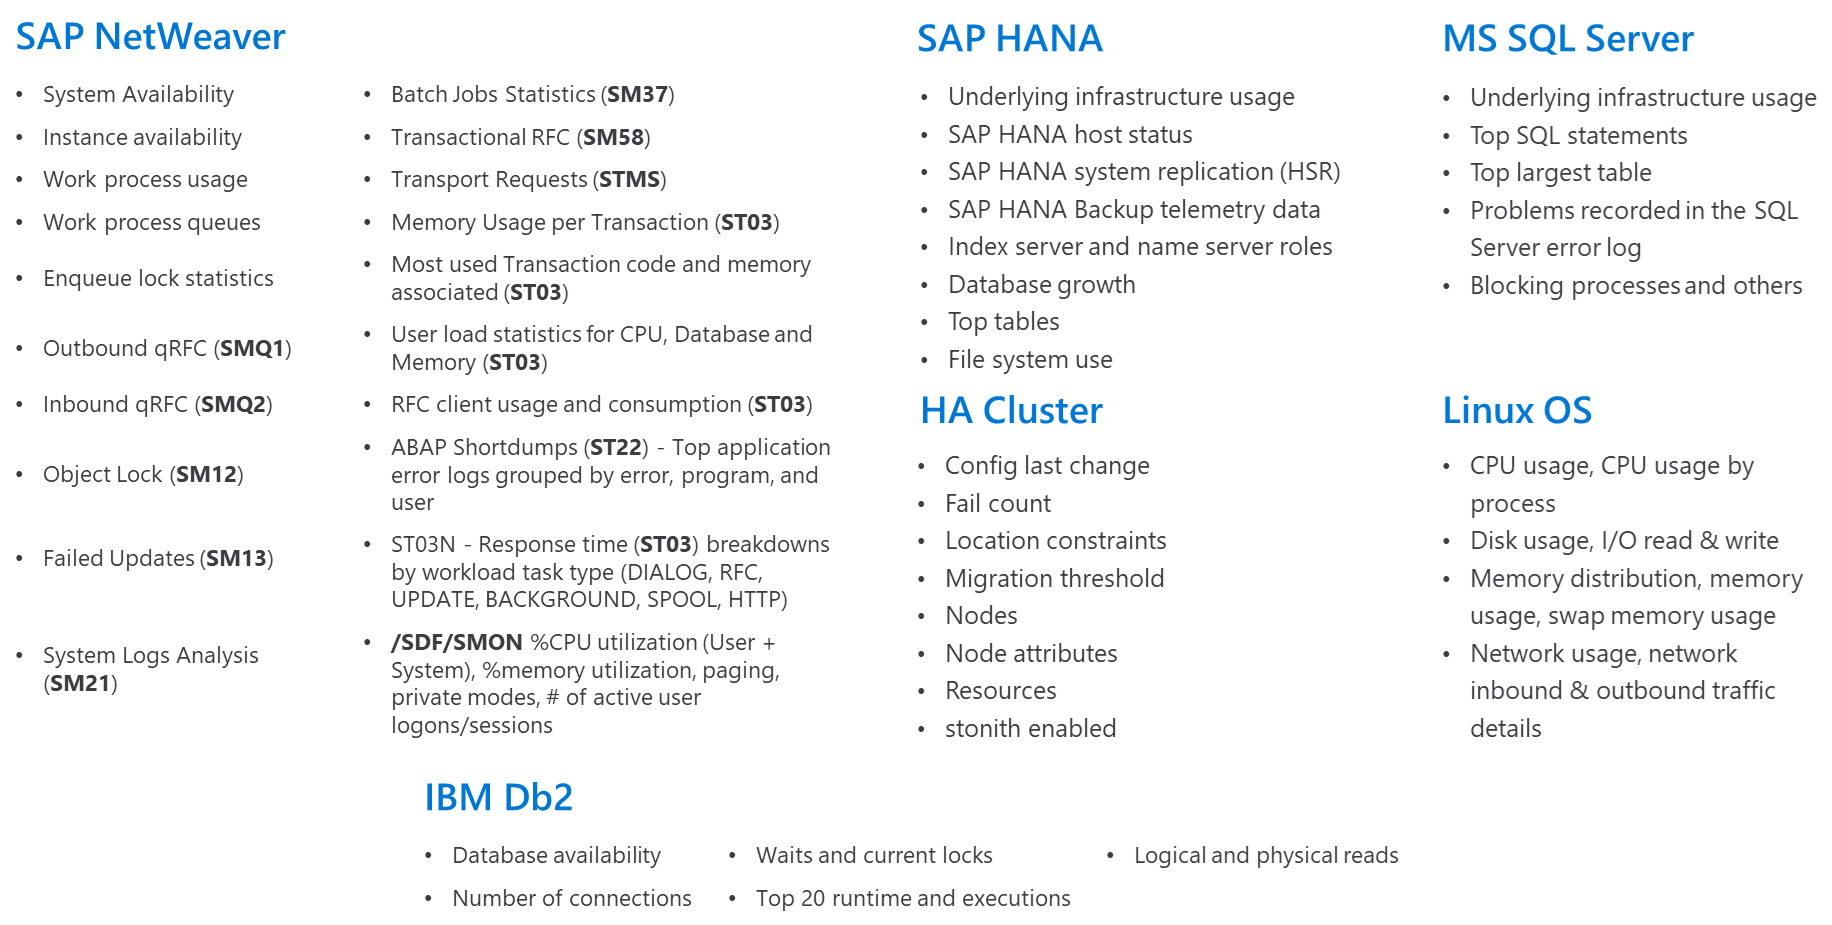 SAP NetWeaver
• System Availability
• Instance availability
• Work process usage
• Work process queues
• Enqueue lock statistics
• Outbound qRFC (SMQ1)
• Inbound qRFC (SMQ2)
• Object Lock (SM12)
• Failed Updates (SM13)
• System Logs Analysis
(SM21)
• Batch Jobs Statistics (SM37)
• Transactional RFC (SM58)
• Transport Requests (STMS)
• Memory Usage per Transaction (ST03)
• Most used Transaction code and memory
associated (ST03)
• User load statistics for CPU, Database and
Memory (ST03)
• RFC client usage and consumption (ST03)
• ABAP Shortdumps (ST22) - Top application
error logs grouped by error, program, and
user
• ST03N - Response time (ST03) breakdowns
by workload task type (DIALOG, RFC,
UPDATE, BACKGROUND, SPOOL, HTTP)
• /SDF/SMON %CPU utilization (User +
System), %memory utilization, paging,
private modes, # of active user
logons/sessions
SAP HANA
• Underlying infrastructure usage
• SAP HANA host status
• SAP HANA system replication (HSR)
• SAP HANA Backup telemetry data
• Index server and name server roles
• Database growth
• Top tables
• File system use
MS SQL Server
• Underlying infrastructure usage
• Top SQL statements
• Top largest table
• Problems recorded in the SQL
Server error log
• Blocking processes and others
HA Cluster
• Config last change
• Fail count
• Location constraints
• Migration threshold
• Nodes
• Node attributes
• Resources
• stonith enabled
Linux OS
• CPU usage, CPU usage by
process
• Disk usage, I/O read & write
• Memory distribution, memory
usage, swap memory usage
• Network usage, network
inbound & outbound traffic
details
IBM Db2
• Database availability
• Number of connections
• Waits and current locks
• Top 20 runtime and executions
• Logical and physical reads